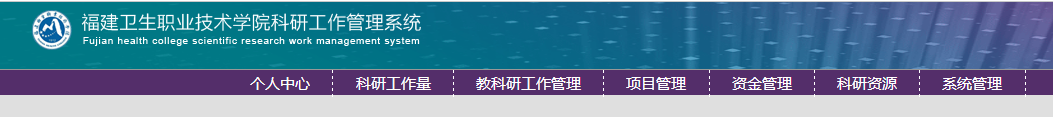 福建卫生职业技术学院科研工作管理系统
Fujian health college scientific research work management system
个人中心 科研工作量 教科研工作管理 项目管理 资金管理 科研资源 系统管理